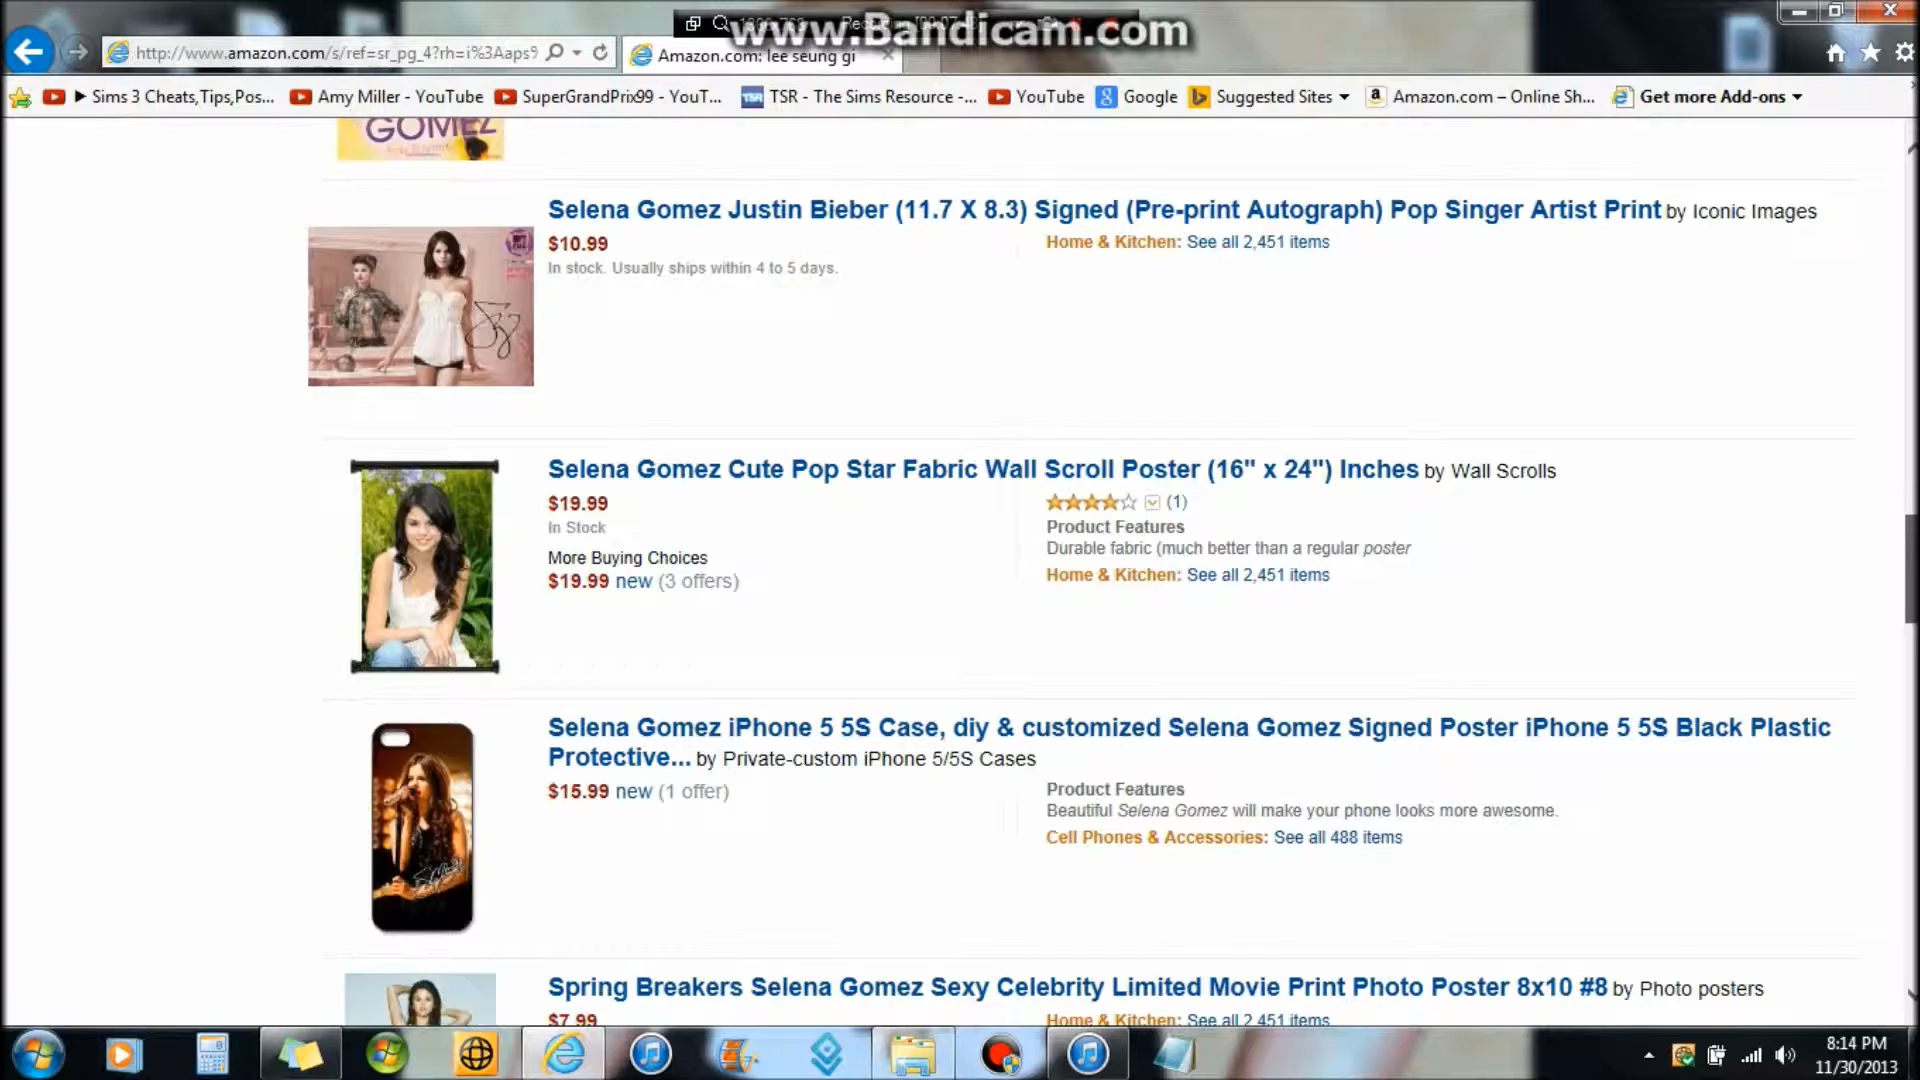 www.Bandicam.com
http://www.amazon.com/s/ref=sr_pg_4?rh=i%3Aaps%
Amazon.com: lee seung gi
▶ Sims 3 Cheats,Tips,Pos...
Amy Miller - YouTube
SuperGrandPrix99 - YouT...
TSR - The Sims Resource -...
YouTube
Google
Suggested Sites
Amazon.com – Online Sh...
Get more Add-ons
GOMEZ
Selena Gomez Justin Bieber (11.7 X 8.3) Signed (Pre-print Autograph) Pop Singer Artist Print by Iconic Images
$10.99
Home & Kitchen: See all 2,451 items
In stock. Usually ships within 4 to 5 days.
Selena Gomez Cute Pop Star Fabric Wall Scroll Poster (16" x 24") Inches by Wall Scrolls
$19.99
(1)
In Stock
Product Features
Durable fabric (much better than a regular poster
More Buying Choices
$19.99 new (3 offers)
Home & Kitchen: See all 2,451 items
Selena Gomez iPhone 5 5S Case, diy & customized Selena Gomez Signed Poster iPhone 5 5S Black Plastic
Protective... by Private-custom iPhone 5/5S Cases
$15.99 new (1 offer)
Product Features
Beautiful Selena Gomez will make your phone looks more awesome.
Cell Phones & Accessories: See all 488 items
Spring Breakers Selena Gomez Sexy Celebrity Limited Movie Print Photo Poster 8x10 #8 by Photo posters
$7.99
Home & Kitchen: See all 2,451 items
8:14 PM
11/30/2013